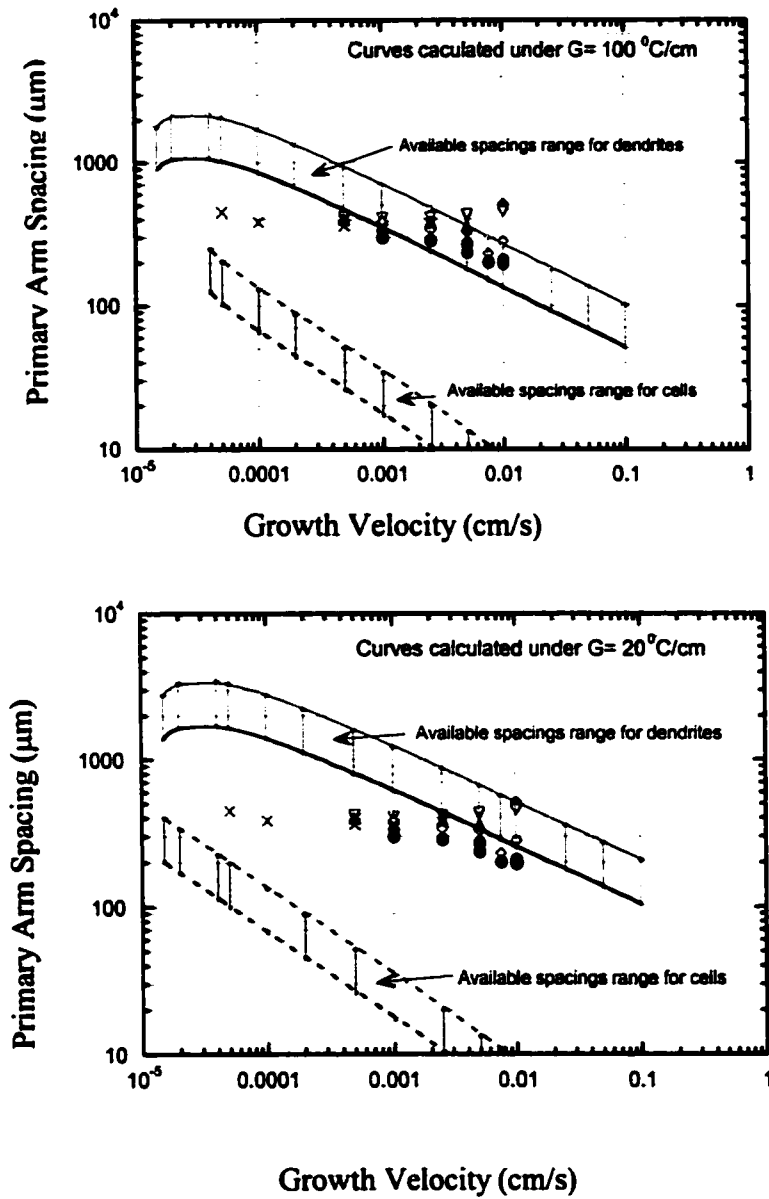 10⁴
Curves caculated under G= 100 ⁰C/cm
Available spacings range for dendrites
1000
100
Available spacings range for cells
10
Primary Arm Spacing (μm)
10⁻⁵ 0.0001 0.001 0.01 0.1 1
Growth Velocity (cm/s)
10⁴
Curves calculated under G= 20⁰C/cm
Available spacings range for dendrites
1000
100
Available spacings range for cells
10
Primary Arm Spacing (μm)
10⁻⁵ 0.0001 0.001 0.01 0.1 1
Growth Velocity (cm/s)